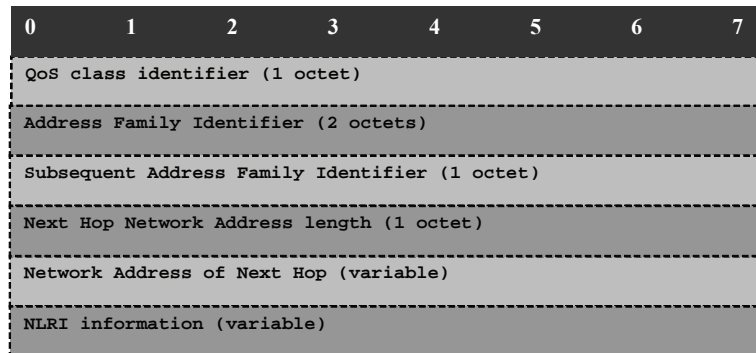 0 1 2 3 4 5 6 7
QoS class identifier (1 octet)
Address Family Identifier (2 octets)
Subsequent Address Family Identifier (1 octet)
Next Hop Network Address length (1 octet)
Network Address of Next Hop (variable)
NLRI information (variable)